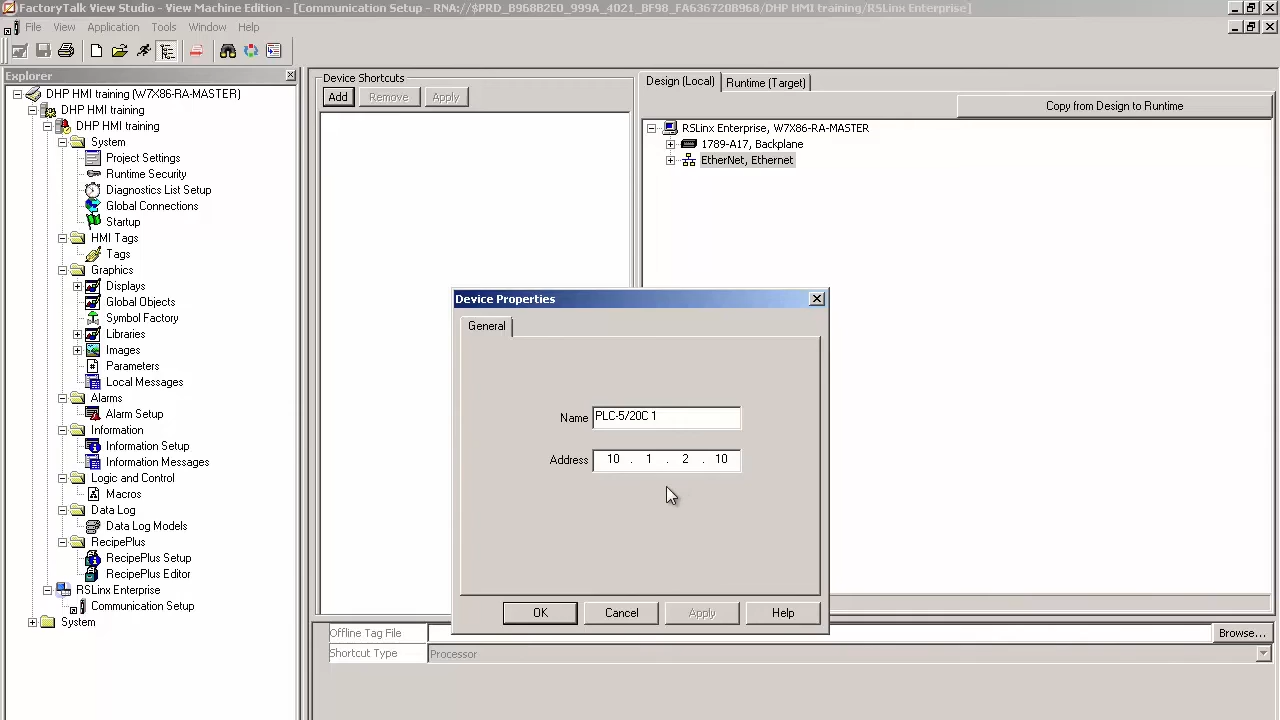 FactoryTalk View Studio - View Machine Edition - [Communication Setup - RNA://$PRD_B968B2E0_999A_4021_BF98_FA6367208968/DHP HMI training/RSLinx Enterprise]
File View Application Tools Window Help
Explorer
DHP HMI training (W7X86-RA-MASTER)
DHP HMI training
DHP HMI training
System
Project Settings
Runtime Security
Diagnostics List Setup
Global Connections
Startup
HMI Tags
Tags
Graphics
Displays
Global Objects
Symbol Factory
Libraries
Images
Parameters
Local Messages
Alarms
Alarm Setup
Information
Information Setup
Information Messages
Logic and Control
Macros
Data Log
Data Log Models
RecipePlus
RecipePlus Setup
RecipePlus Editor
RSLinx Enterprise
Communication Setup
System
Device Shortcuts
Add Remove Apply
Design (Local) Runtime (Target)
Copy from Design to Runtime
RSLinx Enterprise, W7X86-RA-MASTER
1789-A17, Backplane
EtherNet, Ethernet
Device Properties
General
Name PLC-5/20C 1
Address 10 . 1 . 2 . 10
OK Cancel Apply Help
Offline Tag File Browse...
Shortcut Type Processor